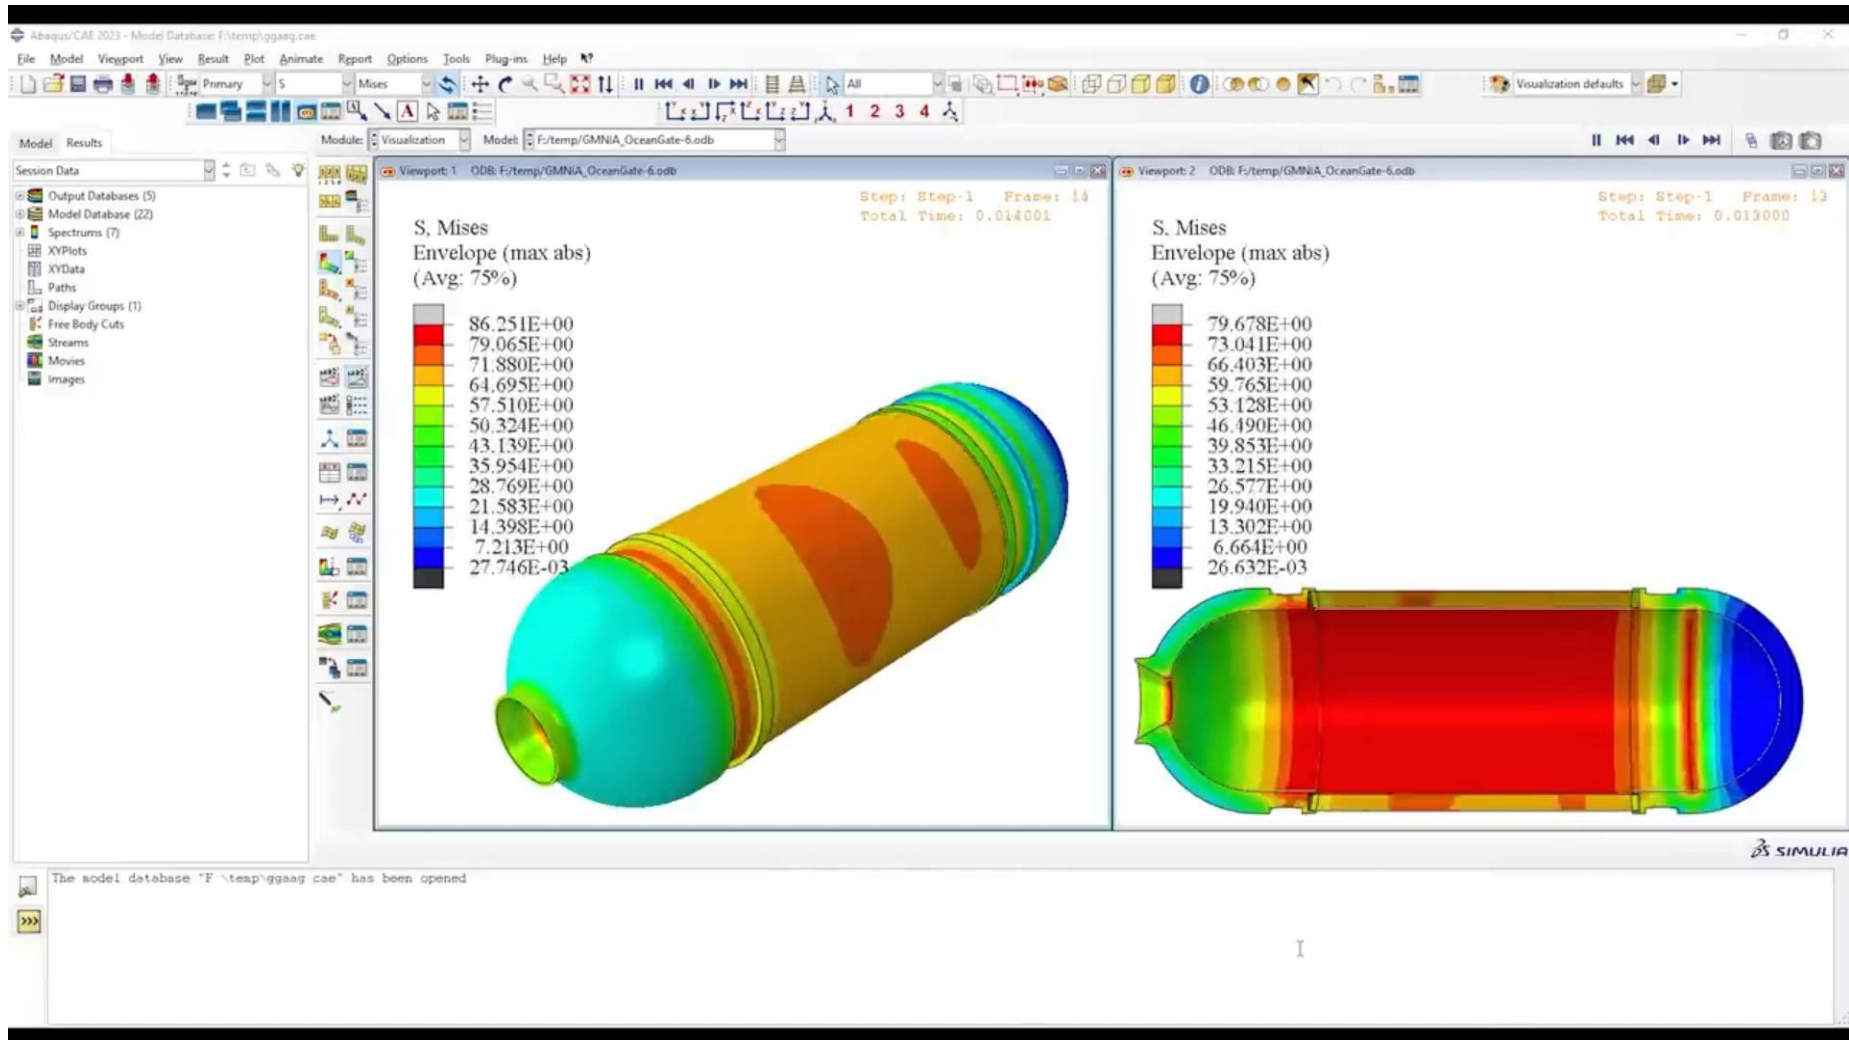 Abaqus/CAE 2023 - Model Database: F:\temp\ggaag.cae
File Model Viewport View Result Plot Animate Report Options Tools Plug-ins Help
Primary S Mises All Visualization defaults
A 1 2 3 4
Model Results
Module: Visualization Model: F:/temp/GMNIA_OceanGate-6.odb
Session Data
Output Databases (5)
Model Database (22)
Spectrums (7)
XYPlots
XYData
Paths
Display Groups (1)
Free Body Cuts
Streams
Movies
Images
Viewport: 1 ODB: F:/temp/GMNIA_OceanGate-6.odb
Step: Step-1 Frame: 14
Total Time: 0.014001
S, Mises
Envelope (max abs)
(Avg: 75%)
86.251E+00
79.065E+00
71.880E+00
64.695E+00
57.510E+00
50.324E+00
43.139E+00
35.954E+00
28.769E+00
21.583E+00
14.398E+00
7.213E+00
27.746E-03
Viewport: 2 ODB: F:/temp/GMNIA_OceanGate-6.odb
Step: Step-1 Frame: 13
Total Time: 0.013000
S, Mises
Envelope (max abs)
(Avg: 75%)
79.678E+00
73.041E+00
66.403E+00
59.765E+00
53.128E+00
46.490E+00
39.853E+00
33.215E+00
26.577E+00
19.940E+00
13.302E+00
6.664E+00
26.632E-03
SIMULIA
The model database "F:\temp\ggaag.cae" has been opened
>>>